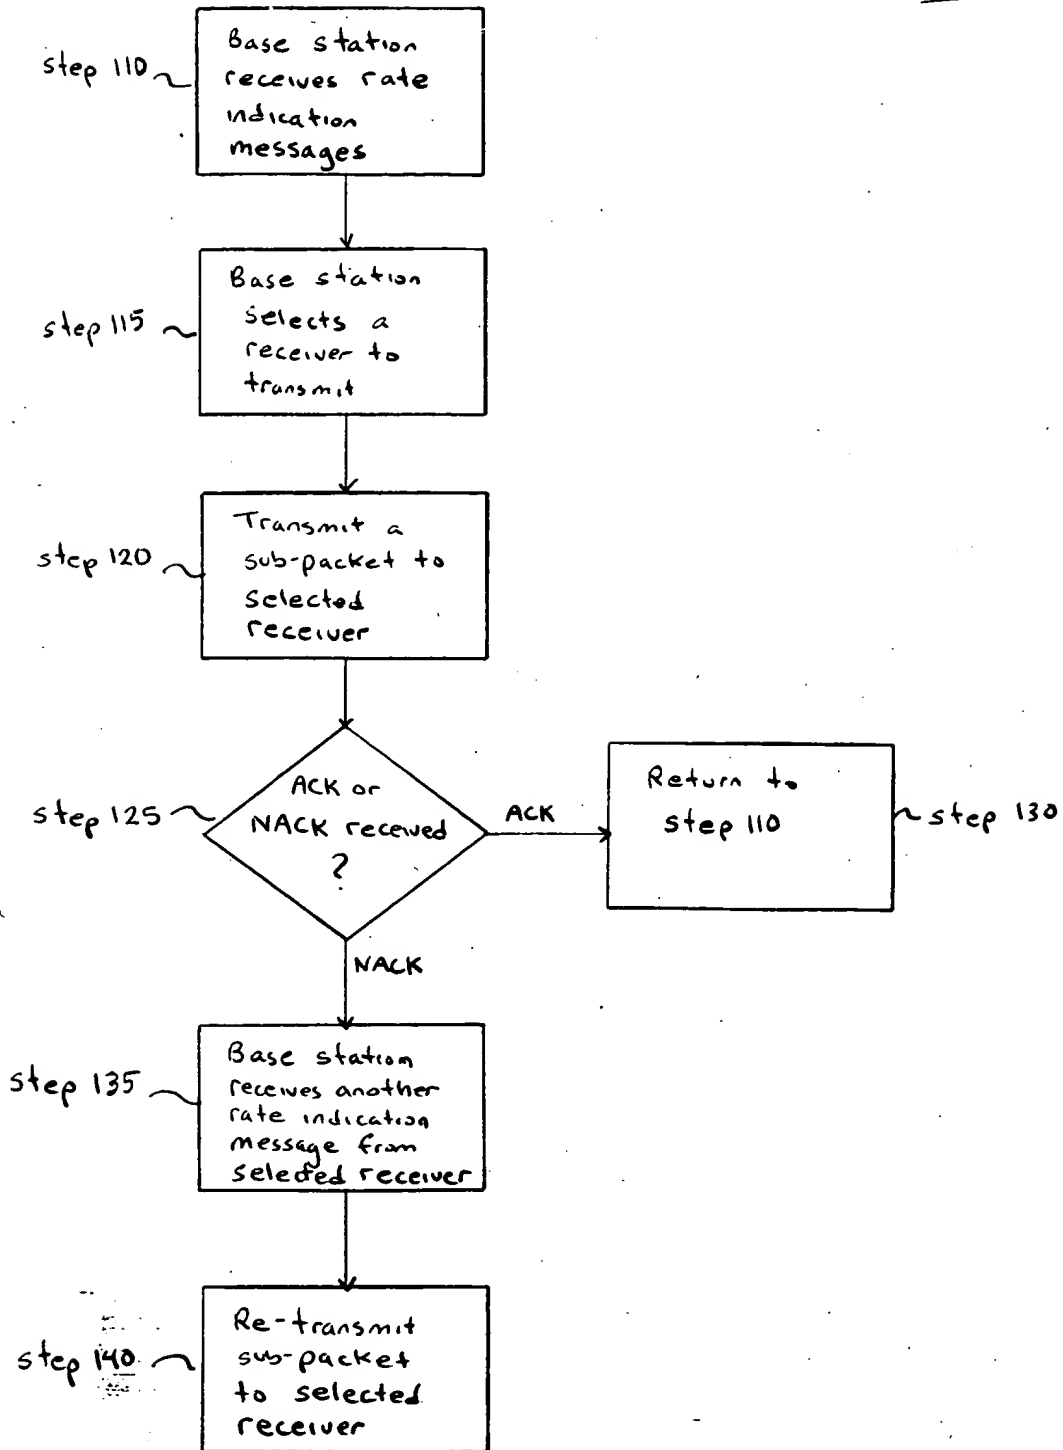 step 110
Base station
receives rate
indication
messages
step 115
Base station
selects a
receiver to
transmit
step 120
Transmit a
sub-packet to
selected
receiver
step 125
ACK or
NACK received
?
ACK
Return to
step 110
step 130
NACK
step 135
Base station
receives another
rate indication
message from
selected receiver
step 140
Re-transmit
sub-packet
to selected
receiver